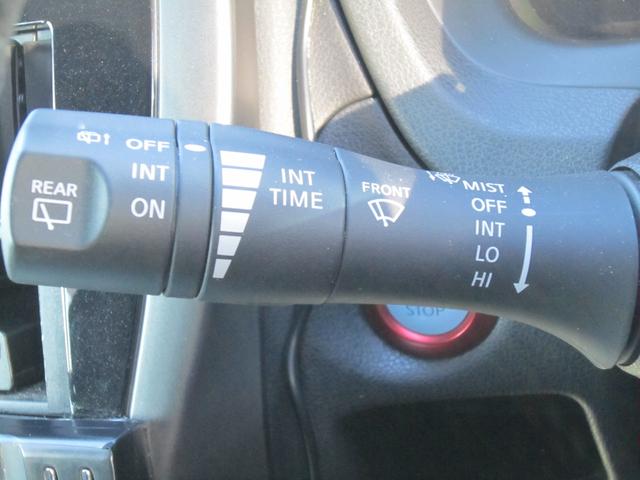 REAR
OFF
INT
ON
INT
TIME
FRONT
MIST
OFF
INT
LO
HI
STOP